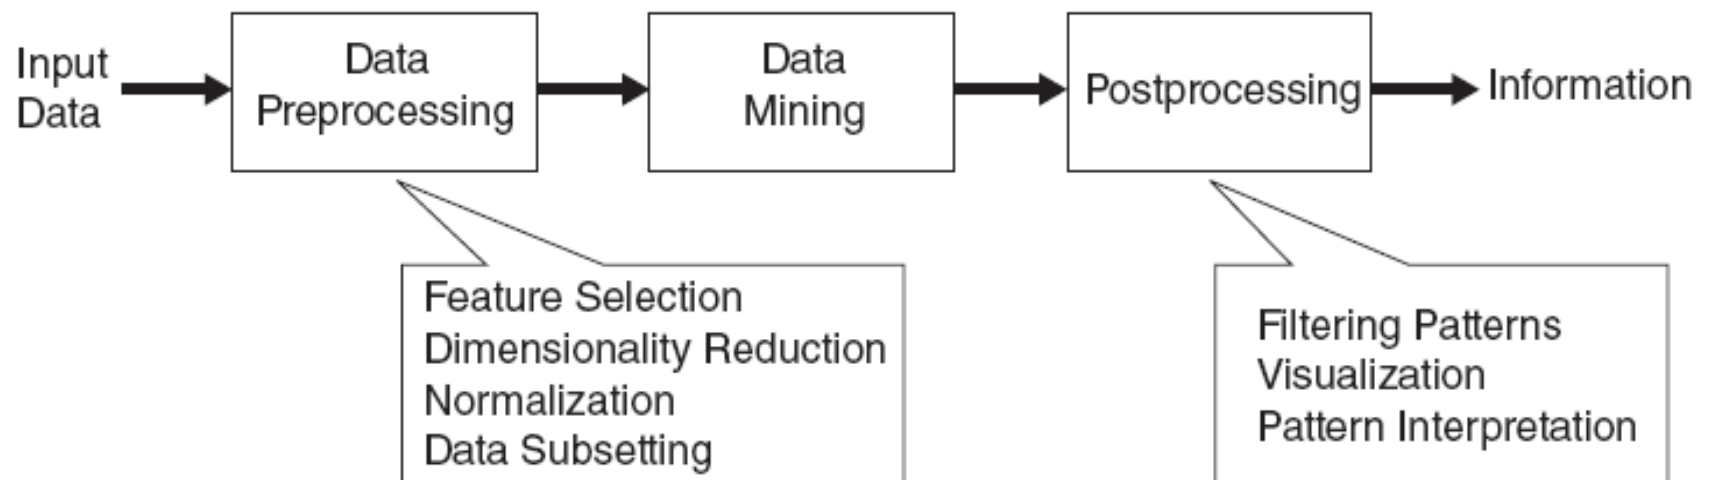 Input
Data
Data
Preprocessing
Data
Mining
Postprocessing
Information
Feature Selection
Dimensionality Reduction
Normalization
Data Subsetting
Filtering Patterns
Visualization
Pattern Interpretation